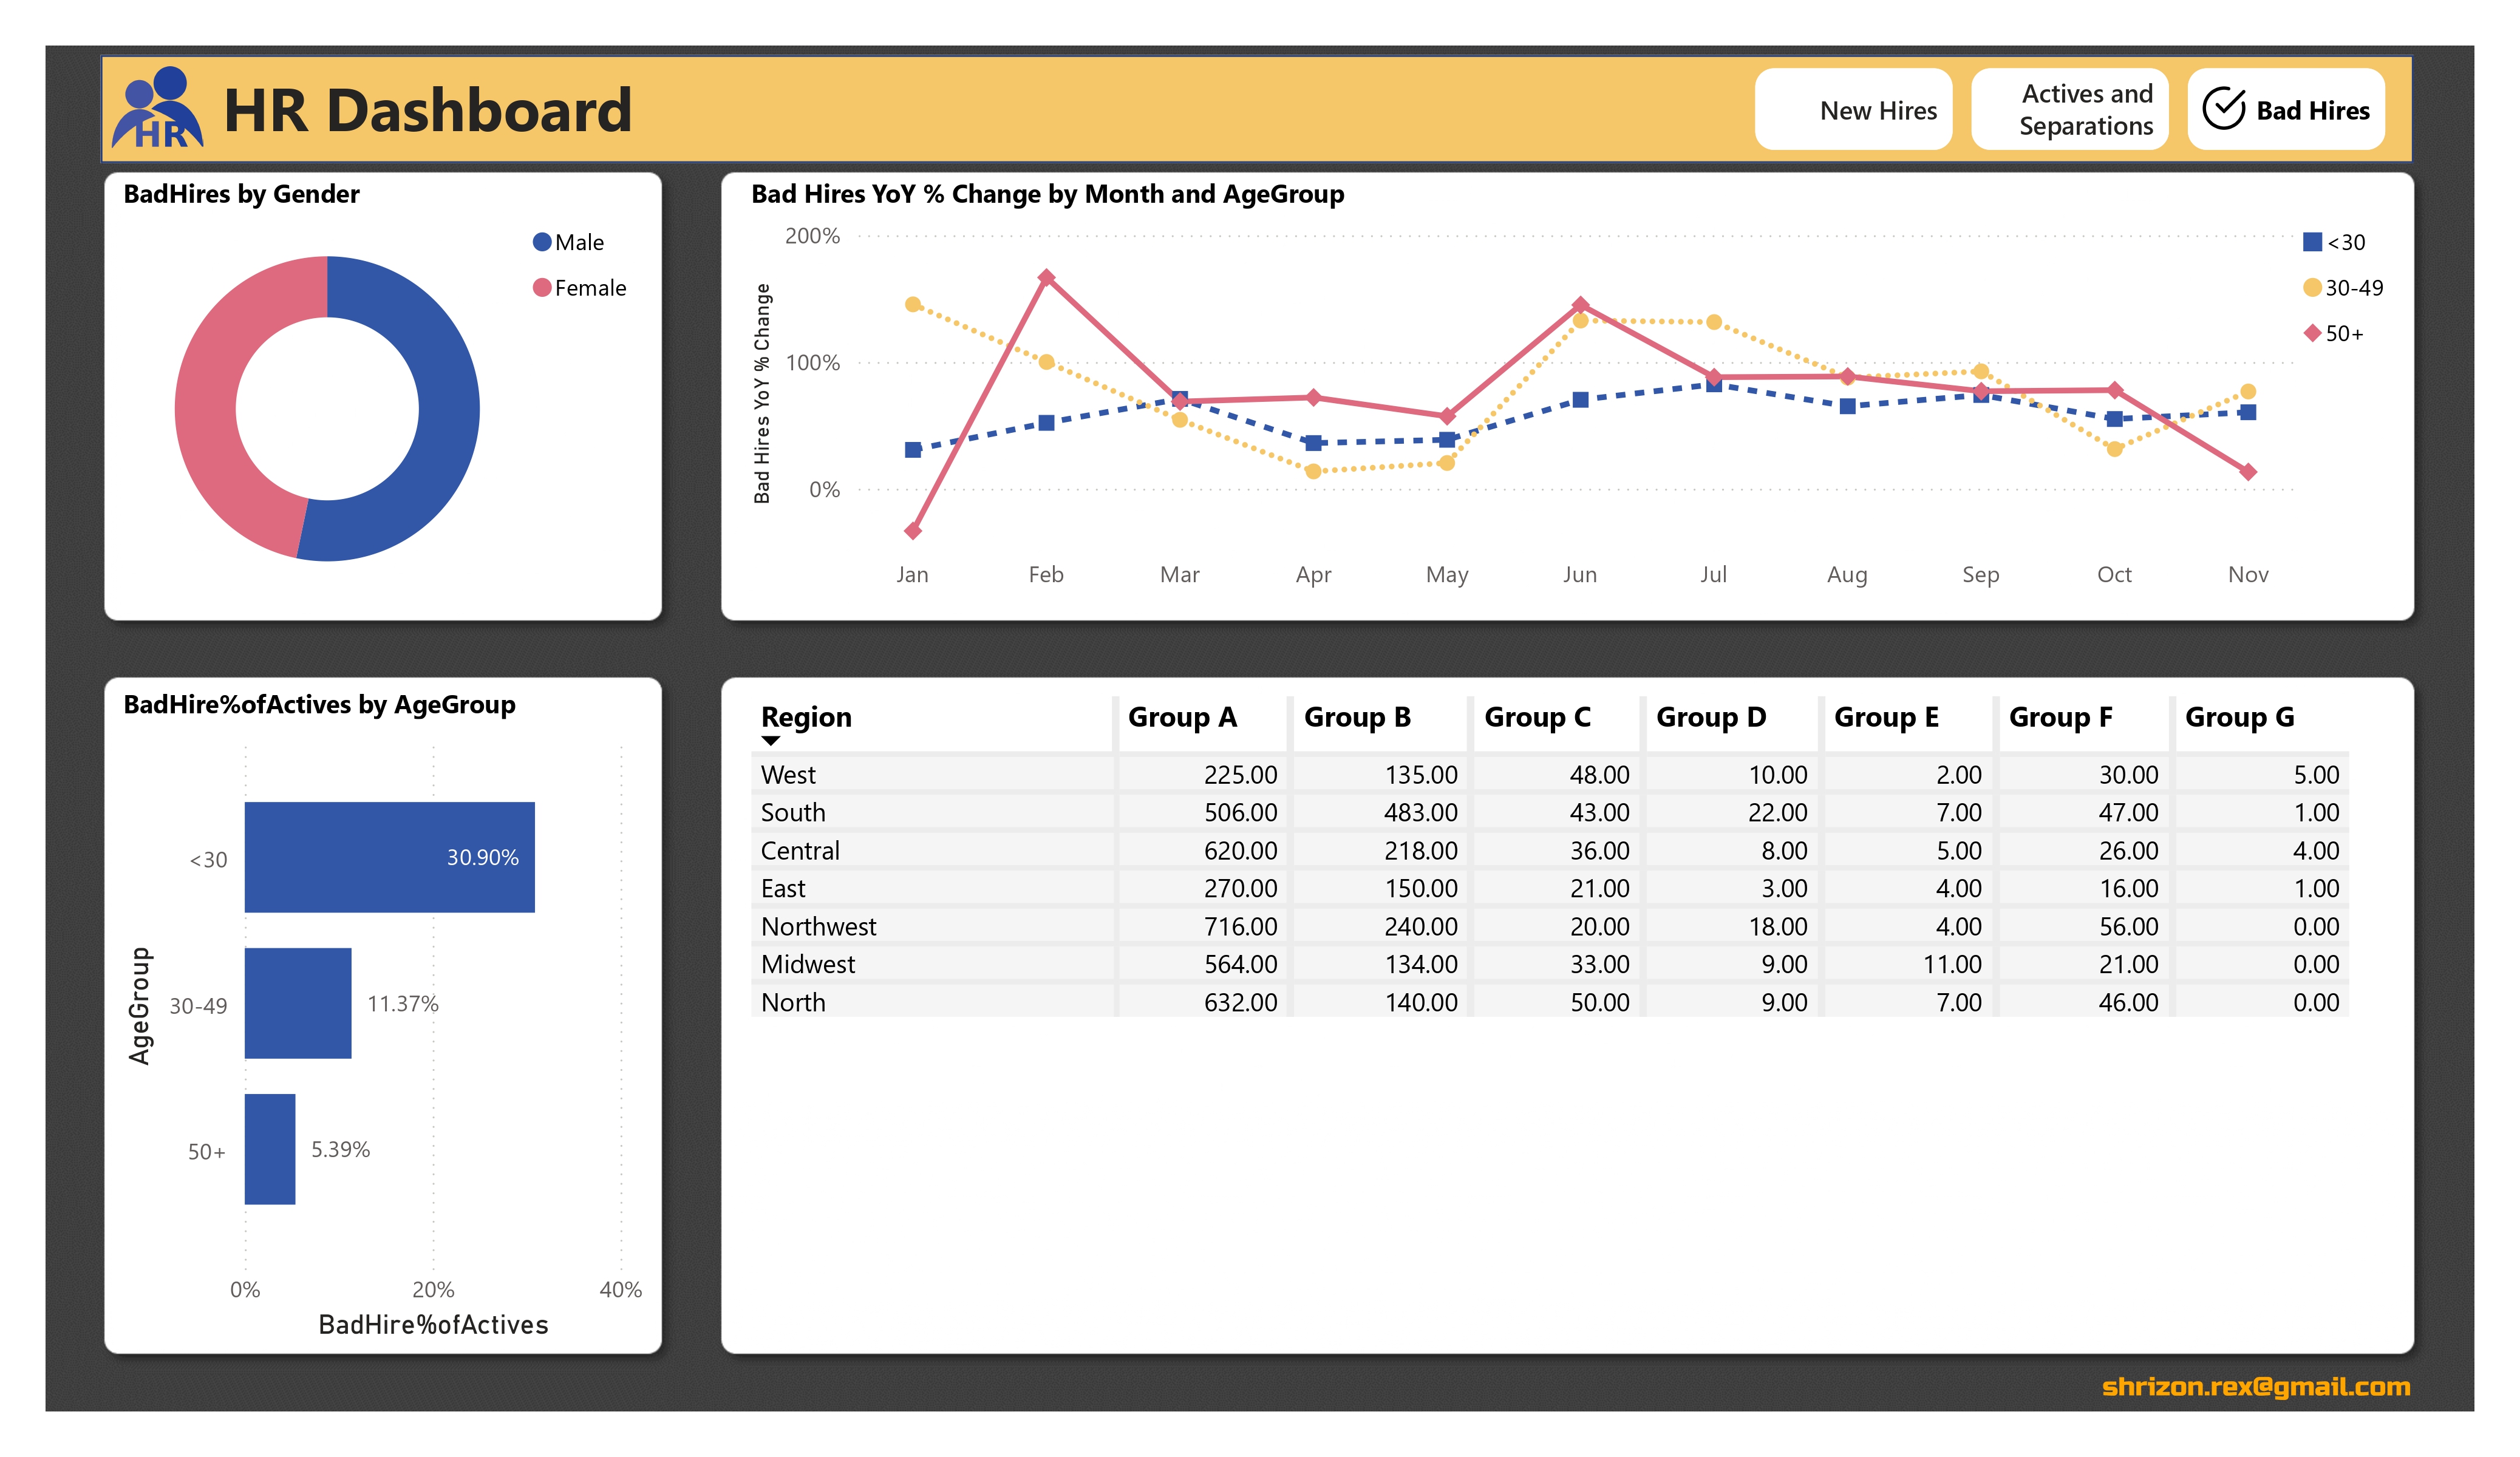 HR
HR Dashboard
New Hires
Actives and
Separations
Bad Hires
BadHires by Gender
Male
Female
Bad Hires YoY % Change by Month and AgeGroup
Bad Hires YoY % Change
200%
100%
0%
Jan Feb Mar Apr May Jun Jul Aug Sep Oct Nov
<30
30-49
50+
BadHire%ofActives by AgeGroup
AgeGroup
<30 30.90%
30-49 11.37%
50+ 5.39%
0% 20% 40%
BadHire%ofActives
Region Group A Group B Group C Group D Group E Group F Group G
West 225.00 135.00 48.00 10.00 2.00 30.00 5.00
South 506.00 483.00 43.00 22.00 7.00 47.00 1.00
Central 620.00 218.00 36.00 8.00 5.00 26.00 4.00
East 270.00 150.00 21.00 3.00 4.00 16.00 1.00
Northwest 716.00 240.00 20.00 18.00 4.00 56.00 0.00
Midwest 564.00 134.00 33.00 9.00 11.00 21.00 0.00
North 632.00 140.00 50.00 9.00 7.00 46.00 0.00
shrizon.rex@gmail.com